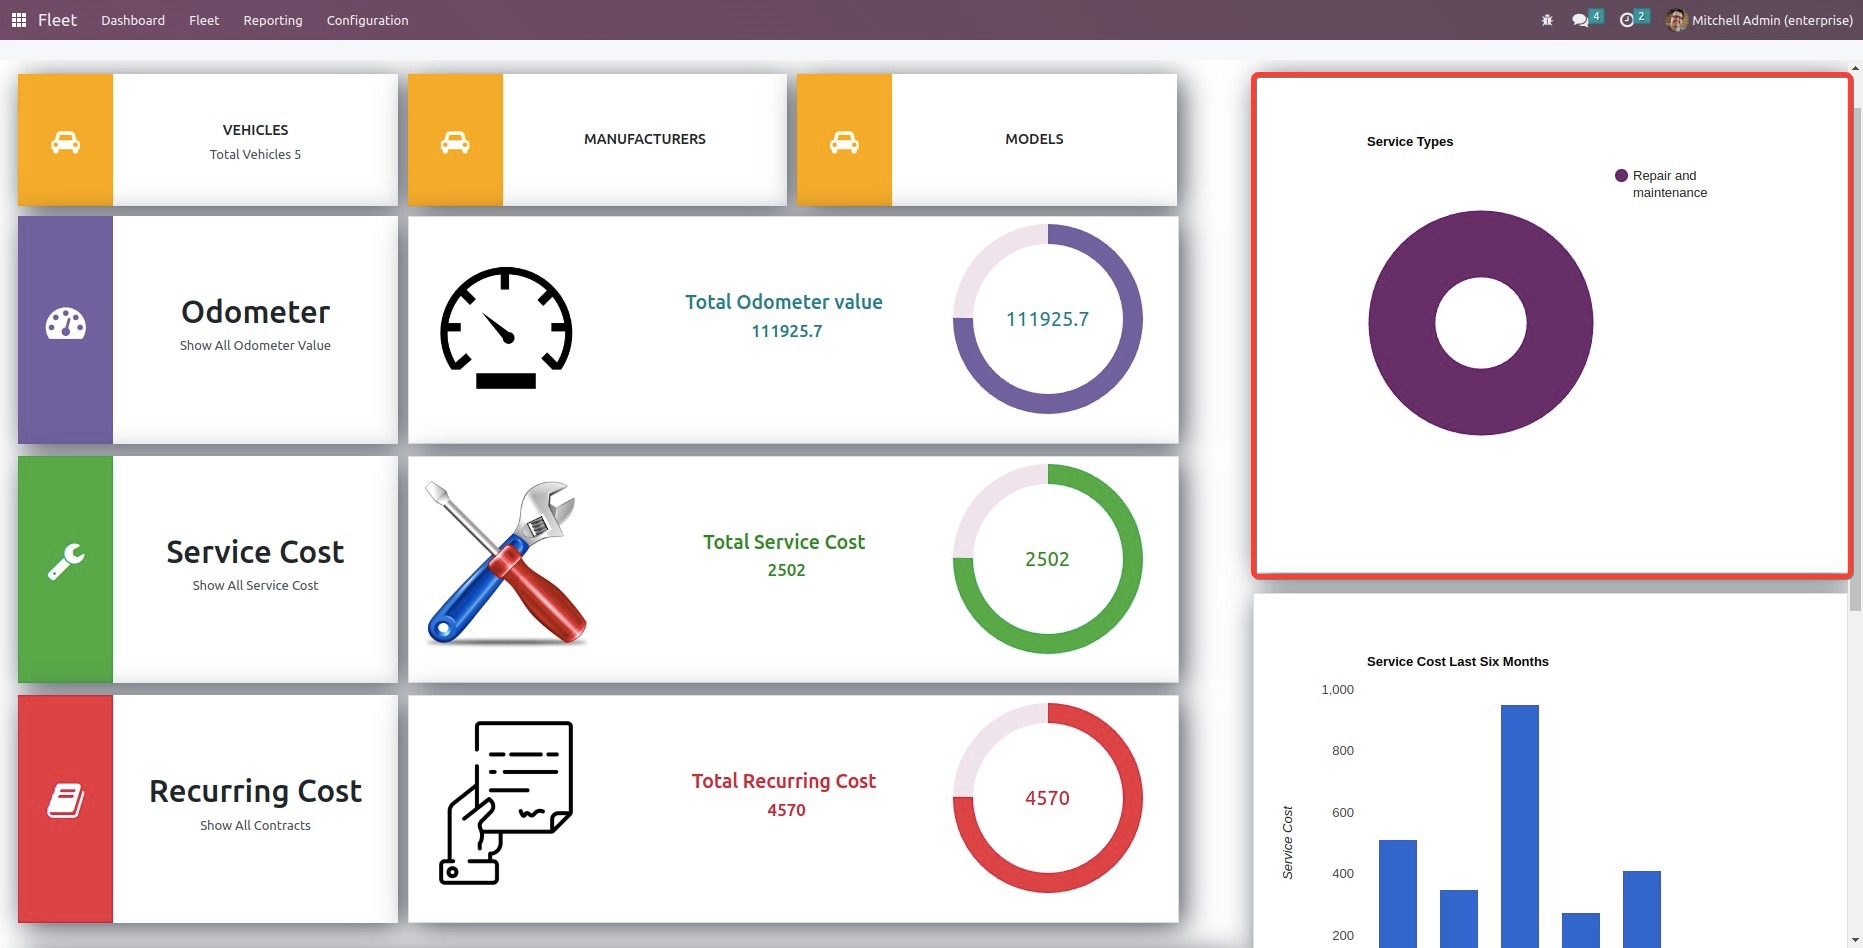 Fleet Dashboard Fleet Reporting Configuration 4 2 Mitchell Admin (enterprise)
VEHICLES
Total Vehicles 5
MANUFACTURERS
MODELS
Odometer
Show All Odometer Value
Total Odometer value
111925.7
111925.7
Service Cost
Show All Service Cost
Total Service Cost
2502
2502
Recurring Cost
Show All Contracts
Total Recurring Cost
4570
4570
Service Types
Repair and
maintenance
Service Cost Last Six Months
1,000
800
600
400
200
Service Cost